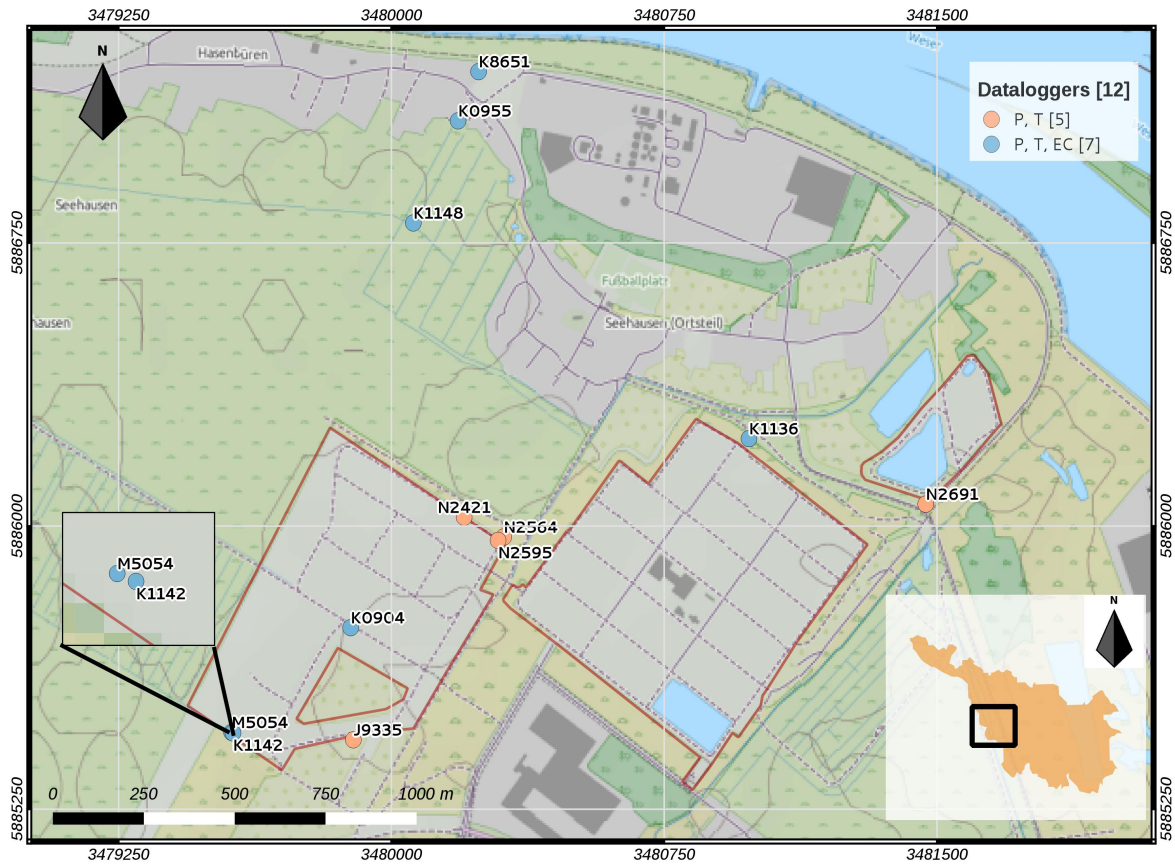 3479250
3480000
3480750
3481500
N
Hasenbüren
K8651
K0955
Weser
Dataloggers [12]
P, T [5]
P, T, EC [7]
Seehausen
K1148
5886750
5886750
Fußballplatz
Seehausen (Ortsteil)
hausen
K1136
N2421
N2564
N2595
N2691
5886000
5886000
M5054
K1142
K0904
N
M5054
K1142
J9335
0
250
500
750
1000 m
5885250
5885250
3479250
3480000
3480750
3481500